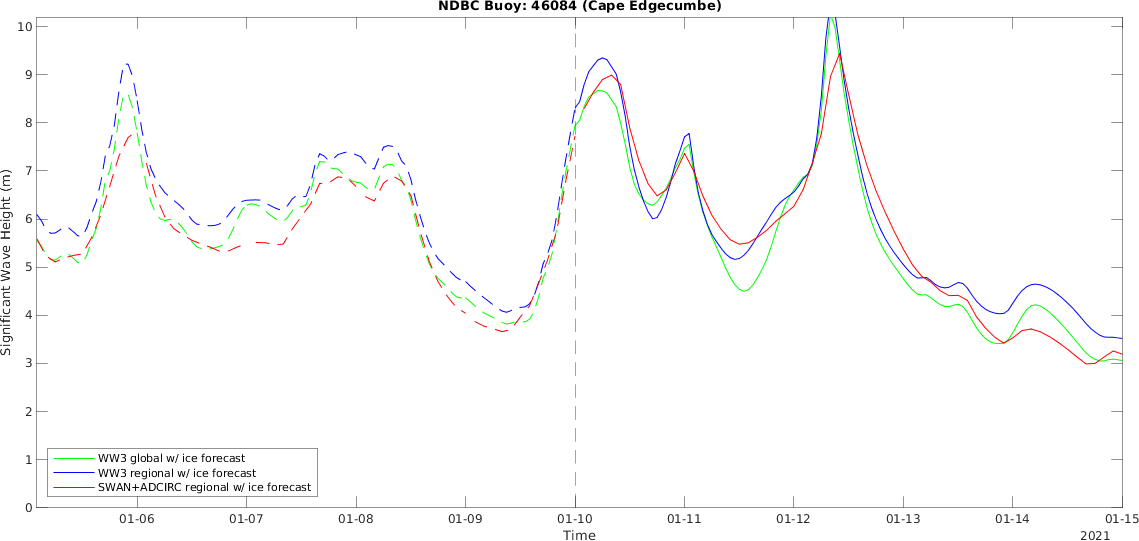 NDBC Buoy: 46084 (Cape Edgecumbe)
10
9
8
7
6
5
4
3
2
1
0
Significant Wave Height (m)
WW3 global w/ ice forecast
WW3 regional w/ ice forecast
SWAN+ADCIRC regional w/ ice forecast
01-06 01-07 01-08 01-09 01-10 01-11 01-12 01-13 01-14 01-15
Time
2021